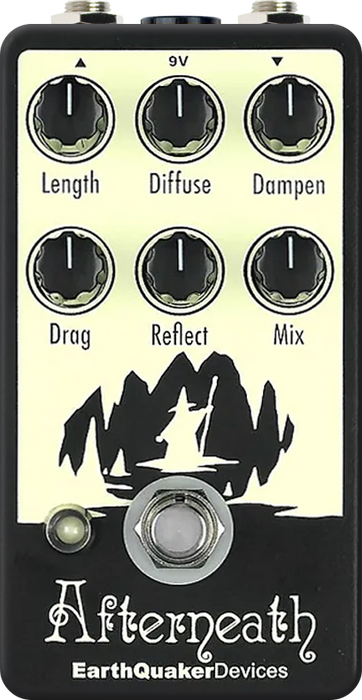 ▲ 9V ▼
Length Diffuse Dampen
Drag Reflect Mix
Afterneath
EarthQuakerDevices